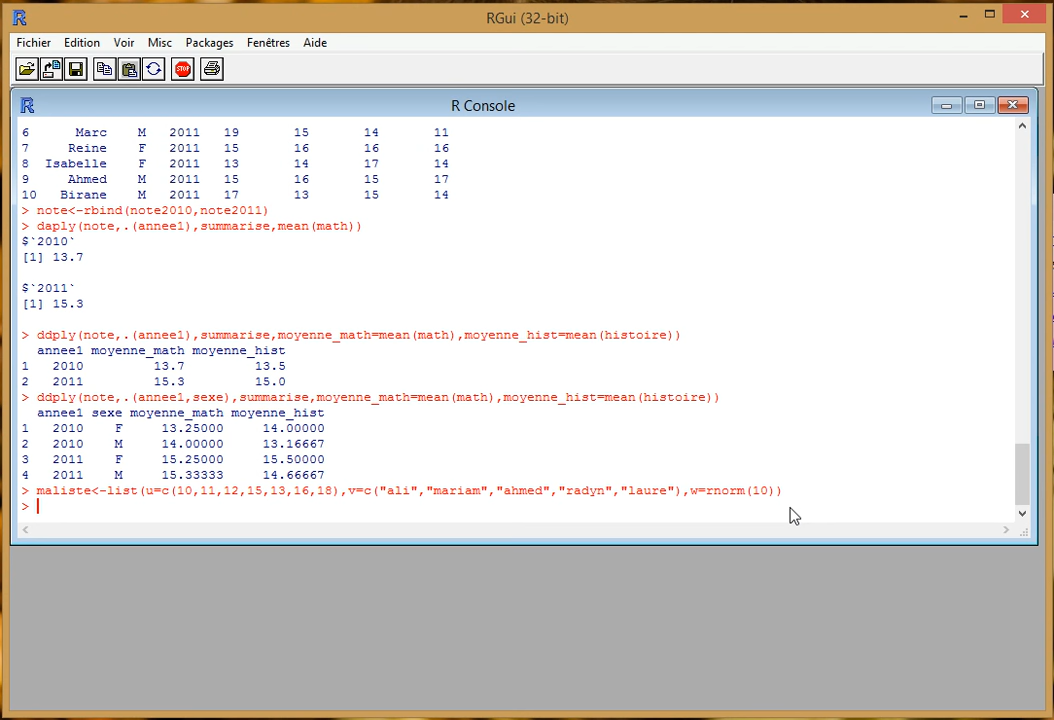 RGui (32-bit)
Fichier Edition Voir Misc Packages Fenêtres Aide
STOP
R Console
6      Marc    M   2011   19       15       14       11
7     Reine    F   2011   15       16       16       16
8  Isabelle    F   2011   13       14       17       14
9     Ahmed    M   2011   15       16       15       17
10   Birane    M   2011   17       13       15       14
> note<-rbind(note2010,note2011)
> daply(note,.(annee1),summarise,mean(math))
$`2010`
[1] 13.7
$`2011`
[1] 15.3
> ddply(note,.(annee1),summarise,moyenne_math=mean(math),moyenne_hist=mean(histoire))
  annee1 moyenne_math moyenne_hist
1   2010         13.7         13.5
2   2011         15.3         15.0
> ddply(note,.(annee1,sexe),summarise,moyenne_math=mean(math),moyenne_hist=mean(histoire))
  annee1 sexe moyenne_math moyenne_hist
1   2010    F     13.25000     14.00000
2   2010    M     14.00000     13.16667
3   2011    F     15.25000     15.50000
4   2011    M     15.33333     14.66667
> maliste<-list(u=c(10,11,12,15,13,16,18),v=c("ali","mariam","ahmed","radyn","laure"),w=rnorm(10))
>